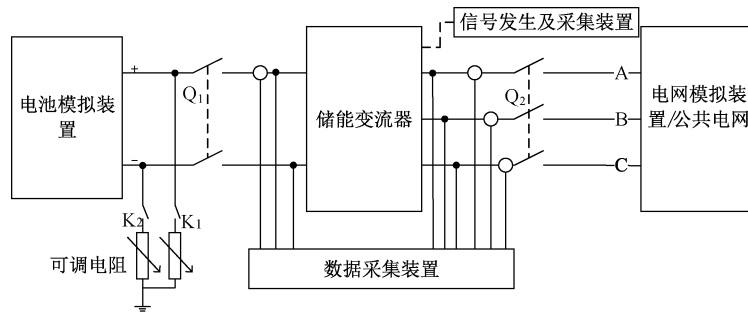 信号发生及采集装置
电池模拟装
置
+
−
Q₁
储能变流器
Q₂
A
B
C
电网模拟装
置/公共电网
K₂
K₁
可调电阻
数据采集装置